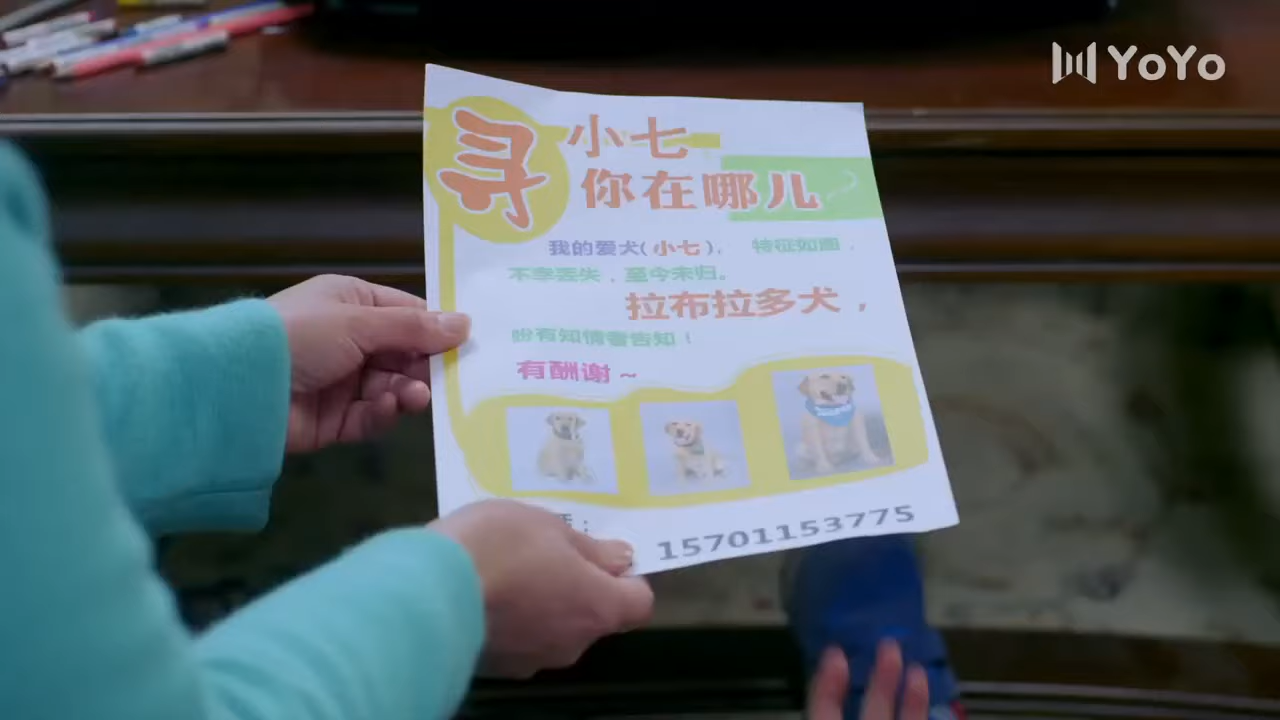 YoYo
寻
小七
你在哪儿
我的爱犬(小七)， 特征如图，
不幸丢失，至今未归。
拉布拉多犬，
盼有知情者告知！
有酬谢~
15701153775